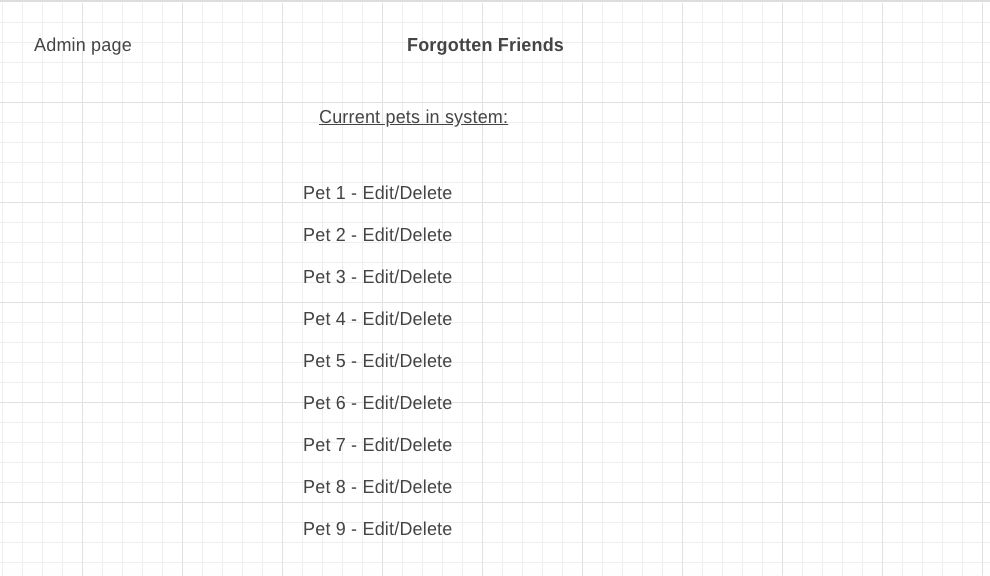 Admin page
Forgotten Friends
Current pets in system:
Pet 1 - Edit/Delete
Pet 2 - Edit/Delete
Pet 3 - Edit/Delete
Pet 4 - Edit/Delete
Pet 5 - Edit/Delete
Pet 6 - Edit/Delete
Pet 7 - Edit/Delete
Pet 8 - Edit/Delete
Pet 9 - Edit/Delete